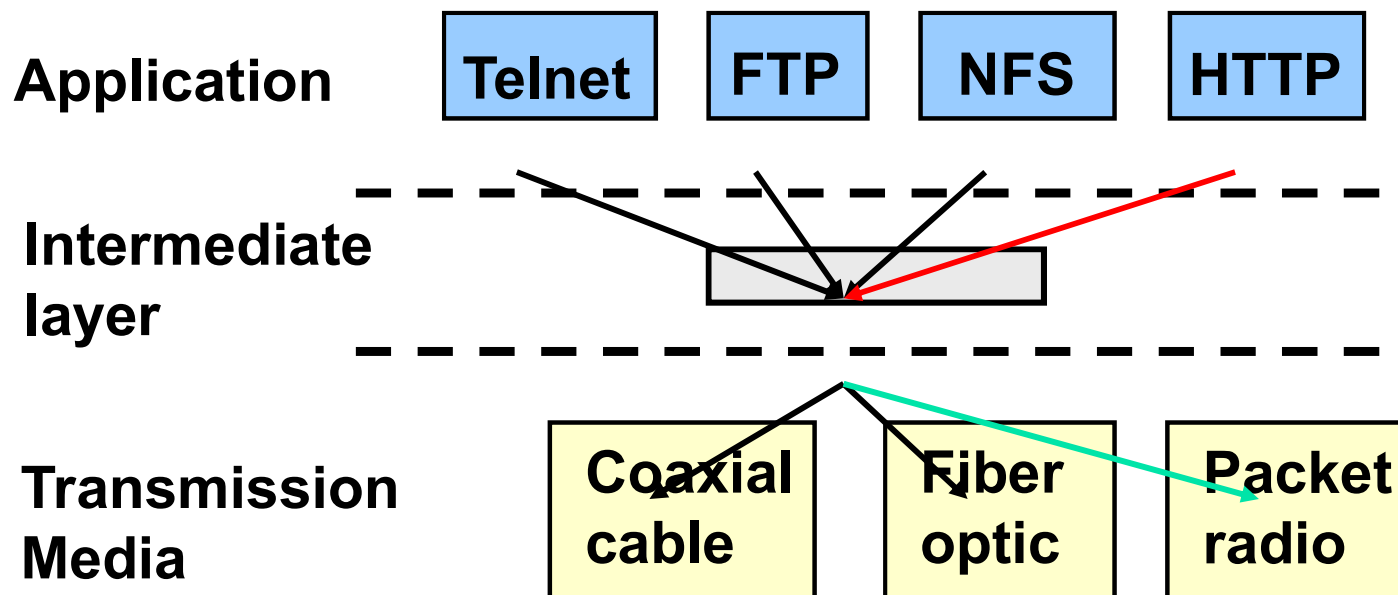 Application
Telnet
FTP
NFS
HTTP
Intermediate
layer
Transmission
Media
Coaxial
cable
Fiber
optic
Packet
radio